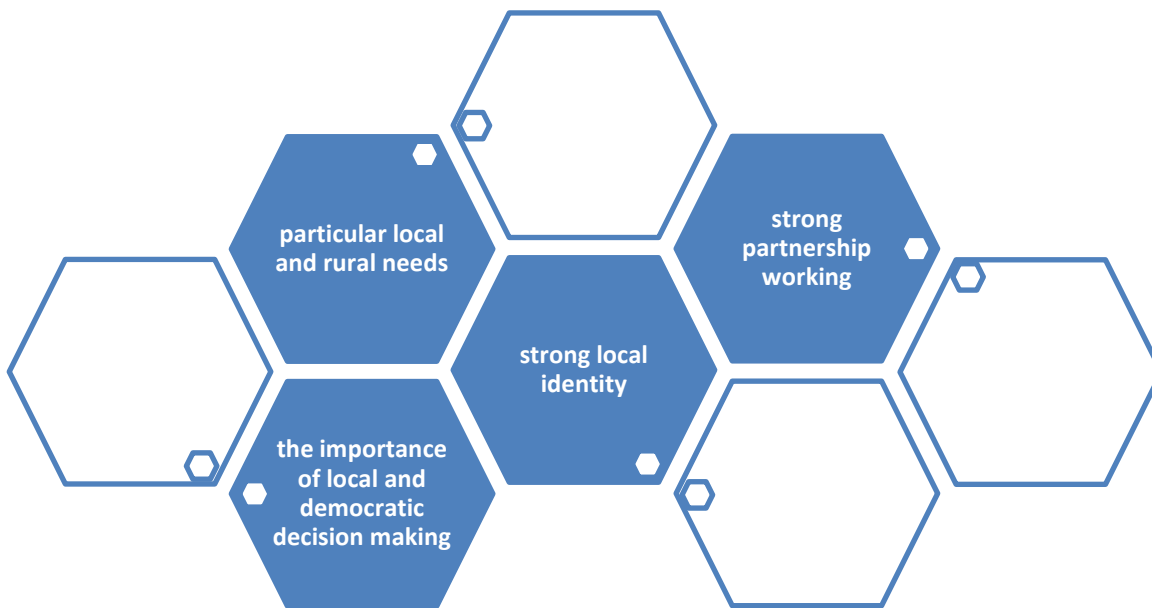 particular local
and rural needs
strong
partnership
working
strong local
identity
the importance
of local and
democratic
decision making